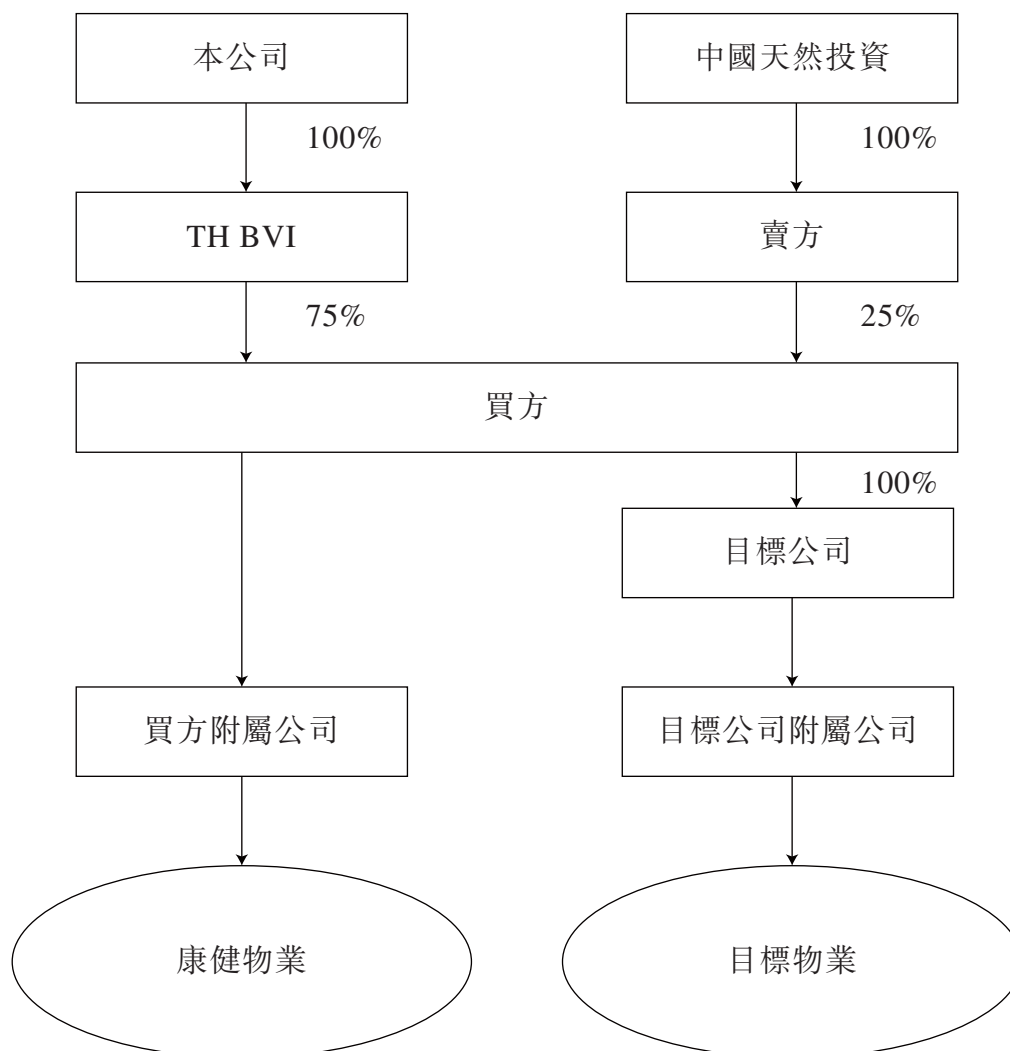 本公司
中國天然投資
100%
100%
TH BVI
賣方
75%
25%
買方
100%
目標公司
買方附屬公司
目標公司附屬公司
康健物業
目標物業